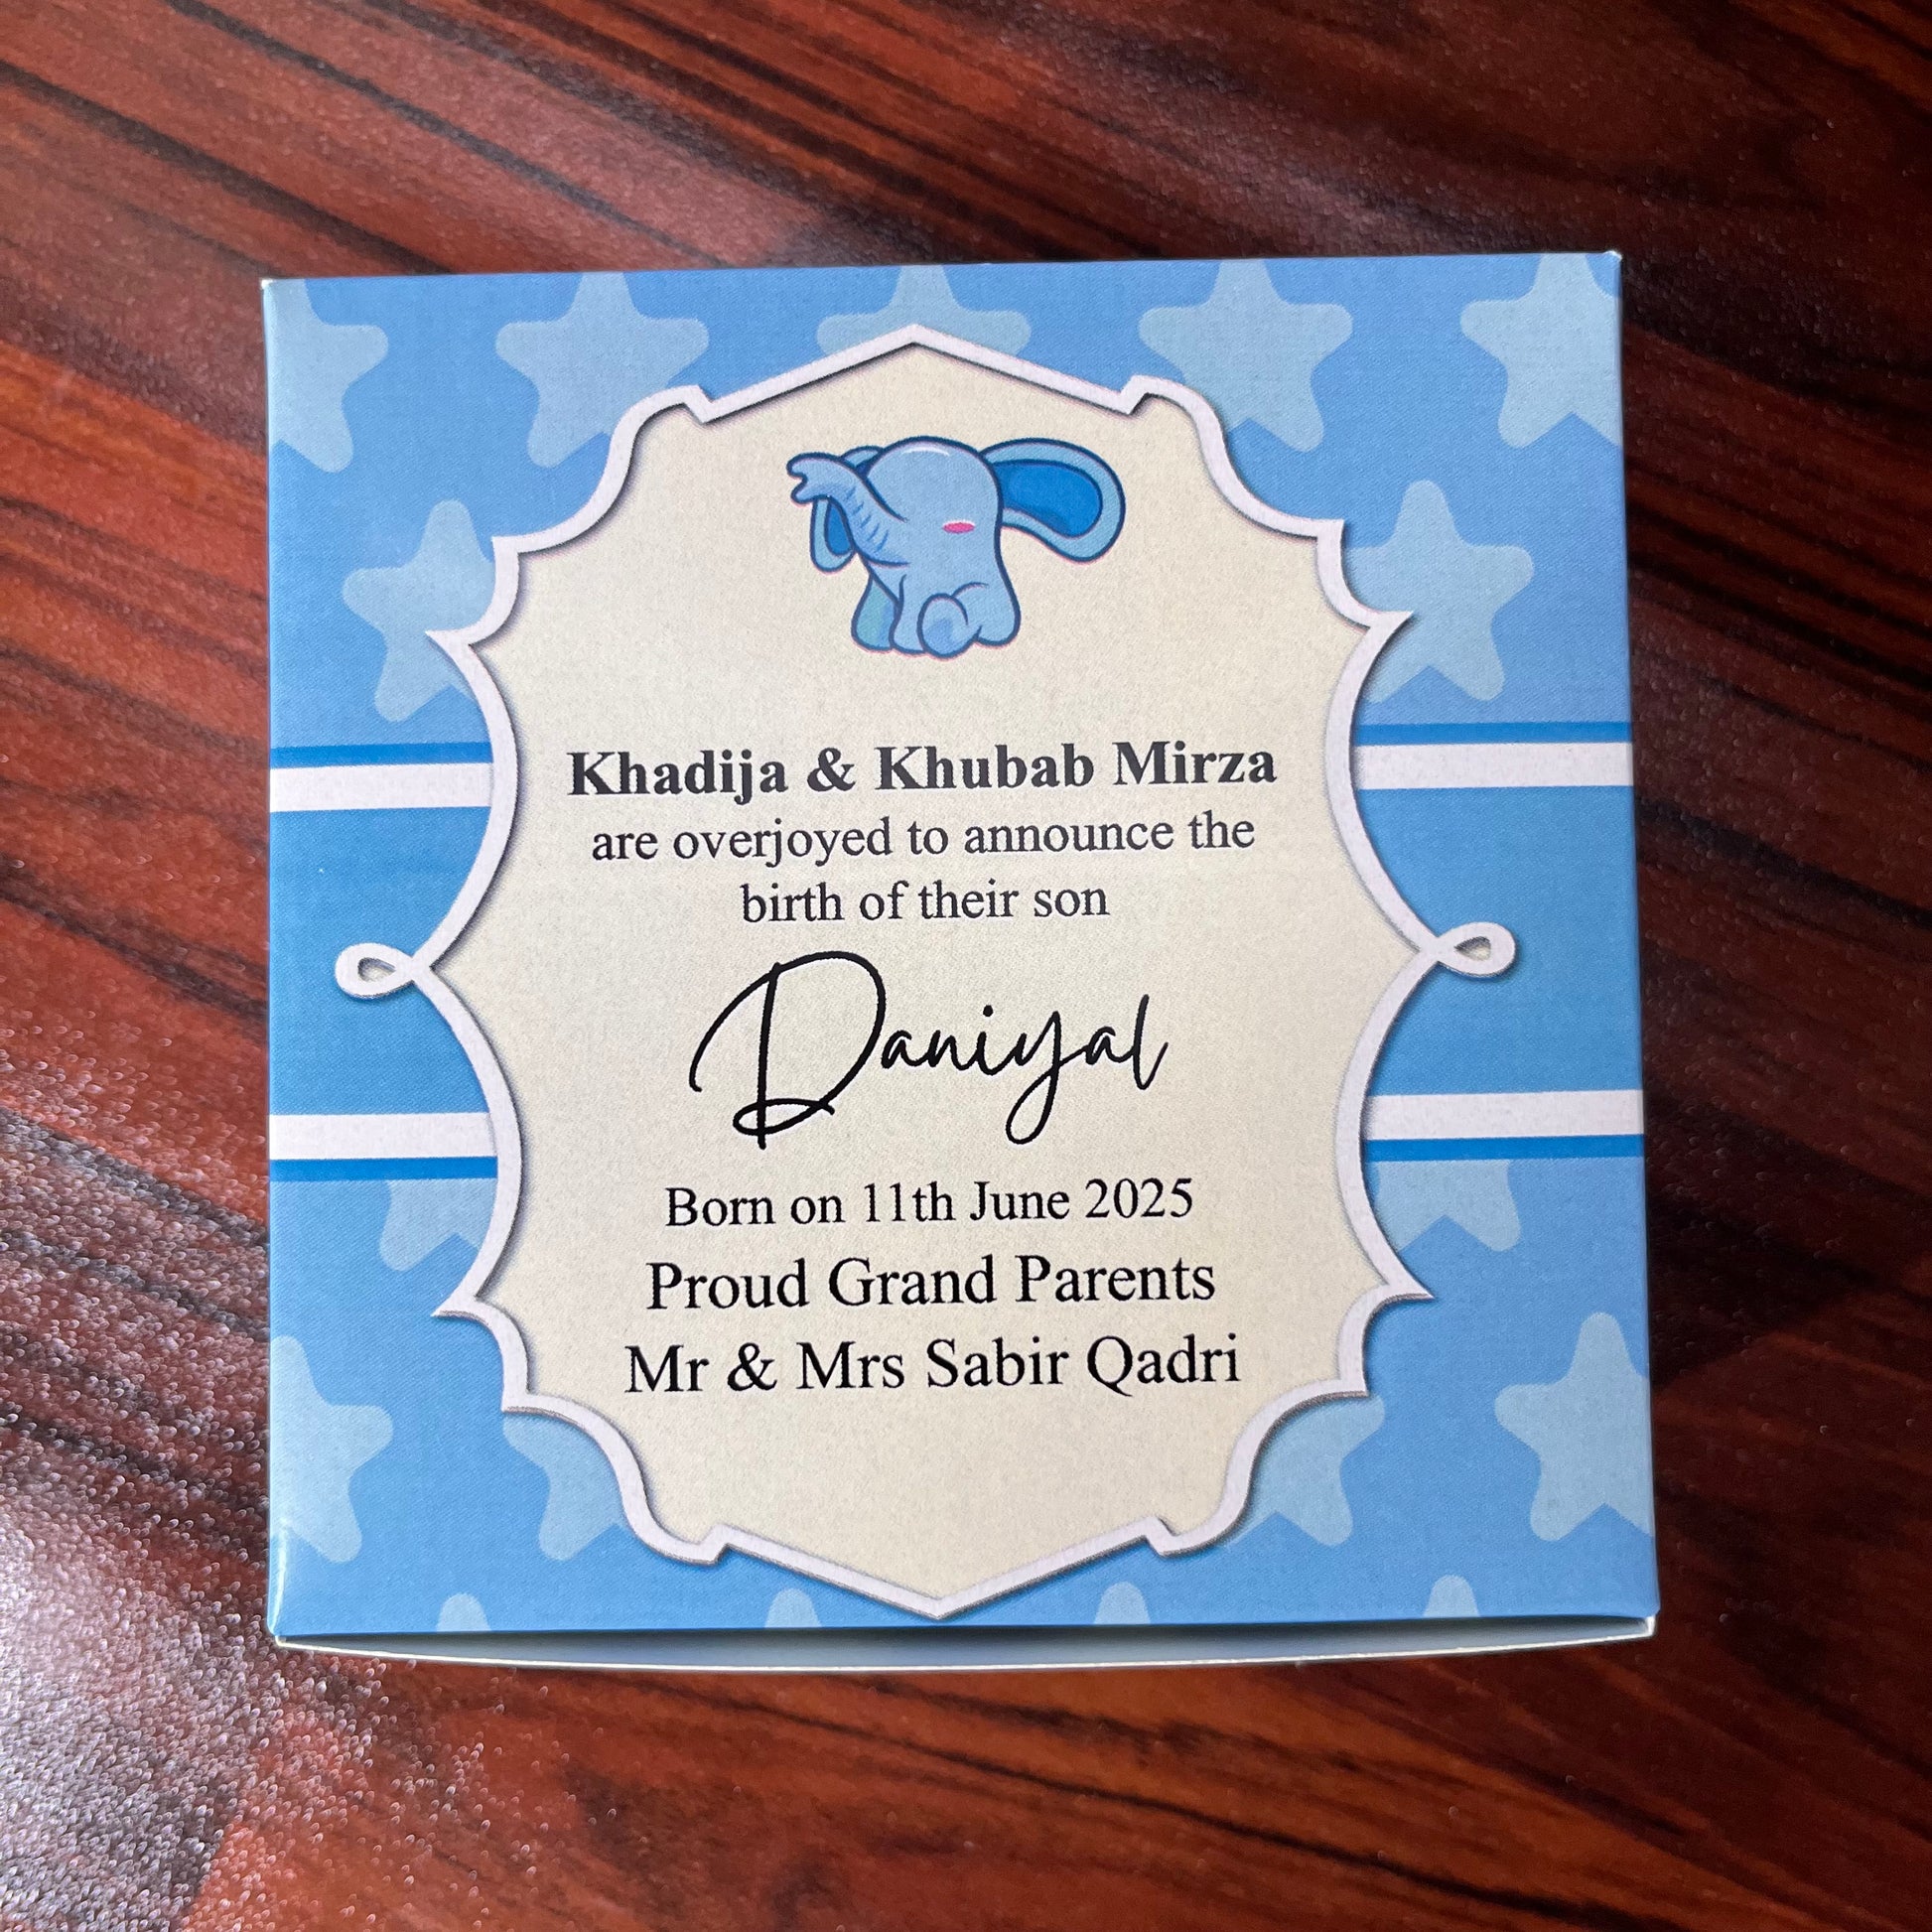 Khadija & Khubab Mirza
are overjoyed to announce the
birth of their son
Daniyal
Born on 11th June 2025
Proud Grand Parents
Mr & Mrs Sabir Qadri